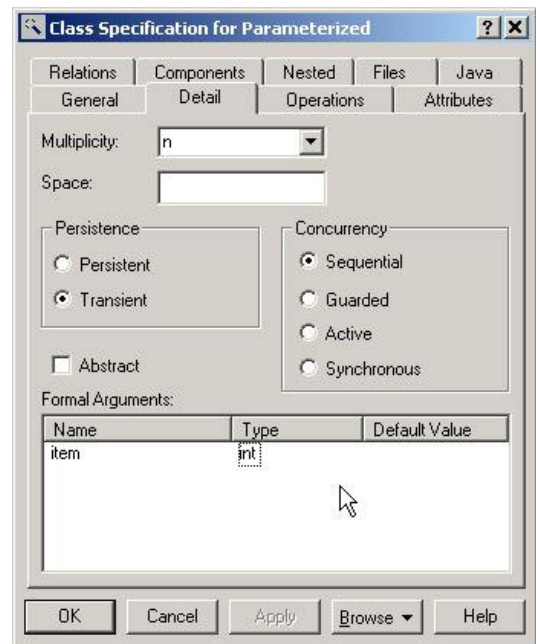 Class Specification for Parameterized
Relations Components Nested Files Java
General Detail Operations Attributes
Multiplicity: n
Space:
Persistence
Persistent
Transient
Concurrency
Sequential
Guarded
Active
Synchronous
Abstract
Formal Arguments:
Name Type Default Value
item int
OK Cancel Apply Browse Help